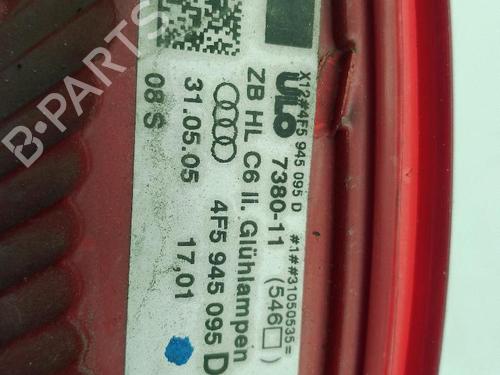 X12#4F5 945 095 D #1##31050535=
ULO 7380-11 (546□)
ZB HL C6 li. Glühlampen
4F5 945 095 D
31.05.05 17,01
08 S
B-PARTS